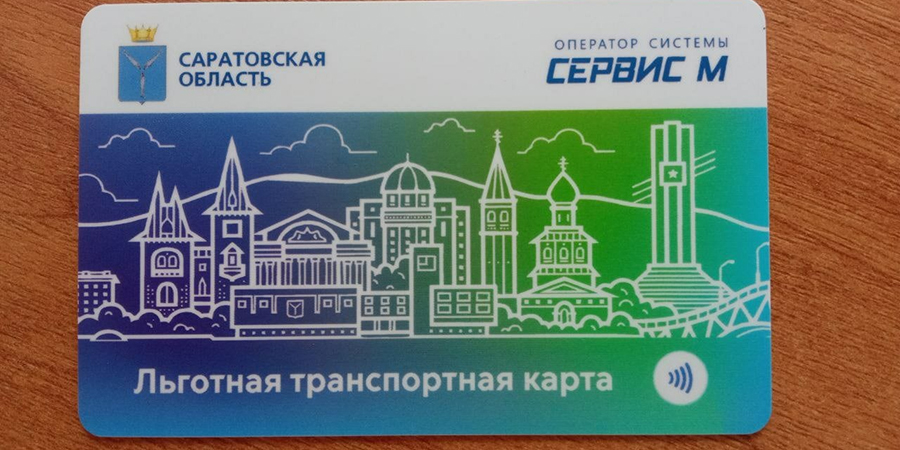 САРАТОВСКАЯ
ОБЛАСТЬ
ОПЕРАТОР СИСТЕМЫ
СЕРВИС М
Льготная транспортная карта